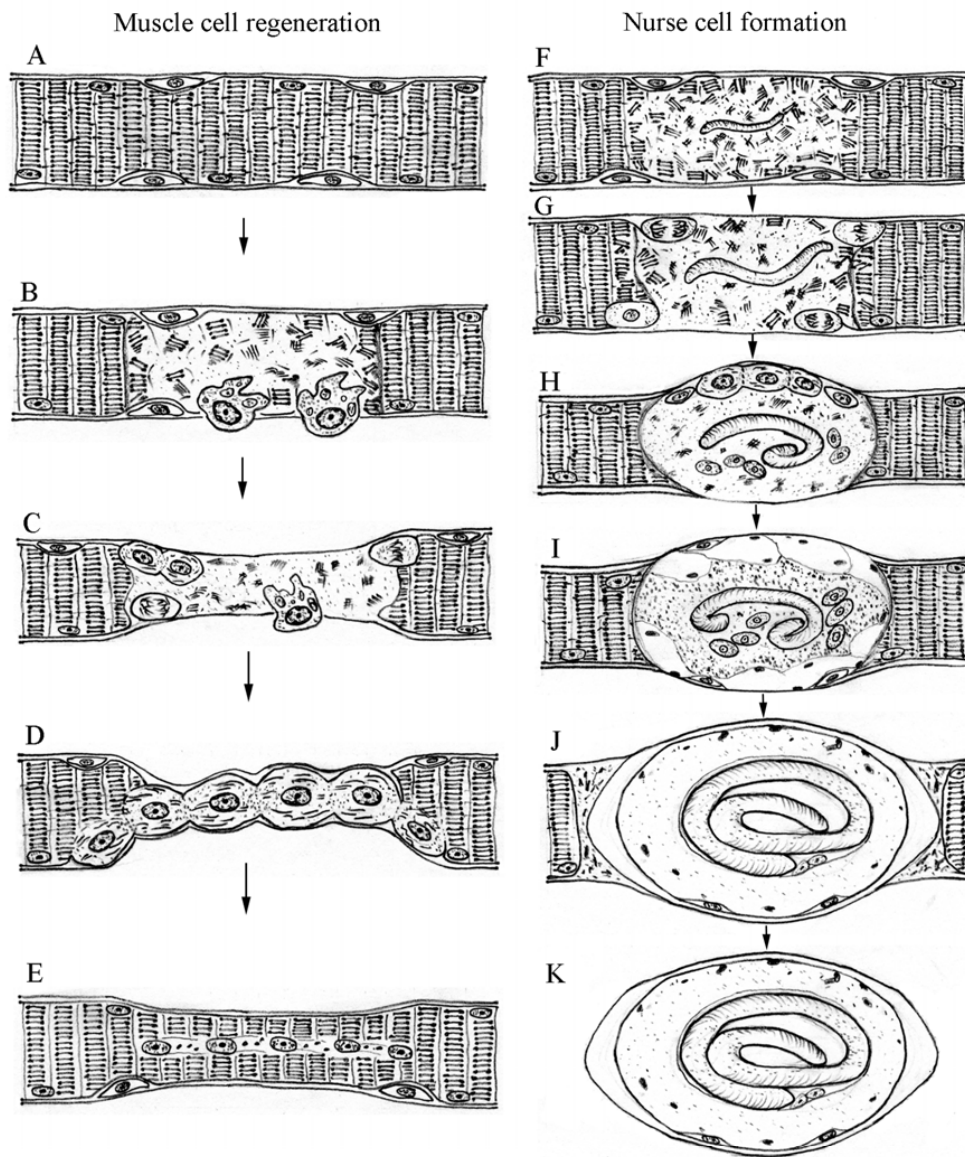 Muscle cell regeneration
A
B
C
D
E
Nurse cell formation
F
G
H
I
J
K